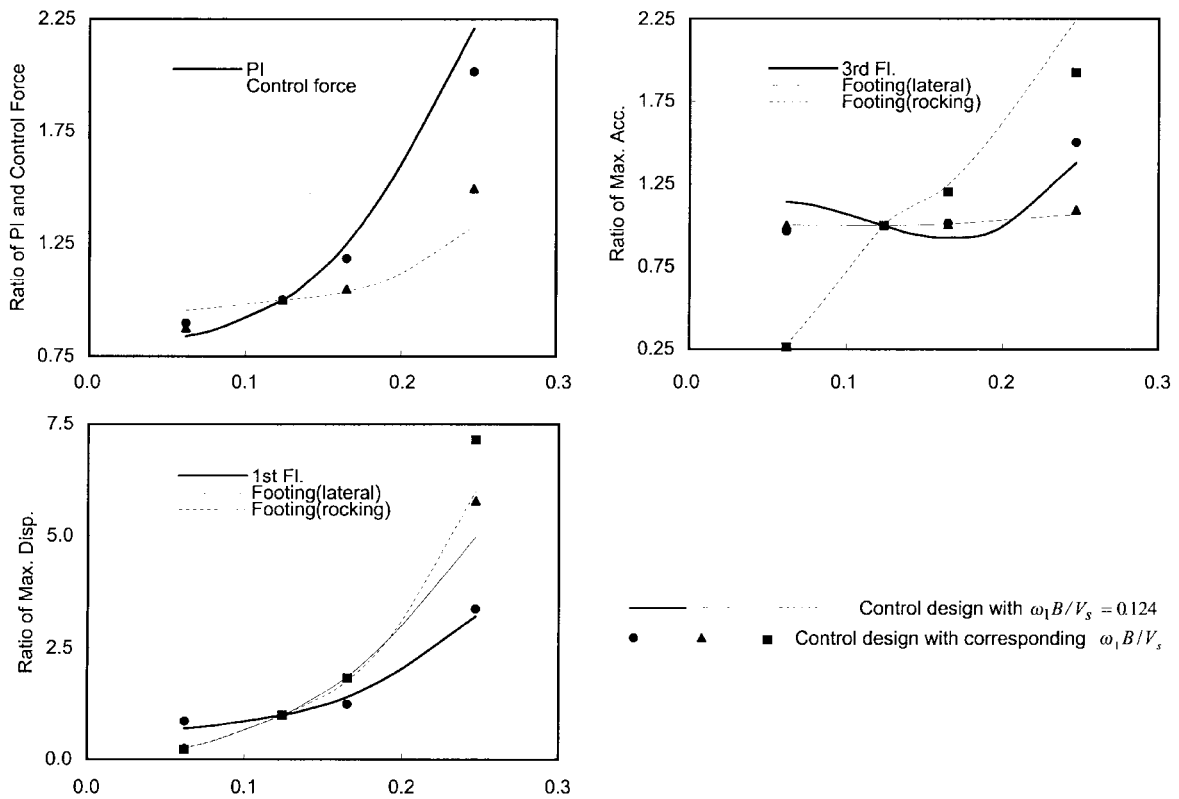 2.25
1.75
1.25
0.75
0.0 0.1 0.2 0.3
Ratio of PI and Control Force
PI
Control force
2.25
1.75
1.25
0.75
0.25
0.0 0.1 0.2 0.3
Ratio of Max. Acc.
3rd Fl.
Footing(lateral)
Footing(rocking)
7.5
5.0
2.5
0.0
0.0 0.1 0.2 0.3
Ratio of Max. Disp.
1st Fl.
Footing(lateral)
Footing(rocking)
Control design with ω₁B/Vₛ = 0.124
Control design with corresponding ω₁B/Vₛ